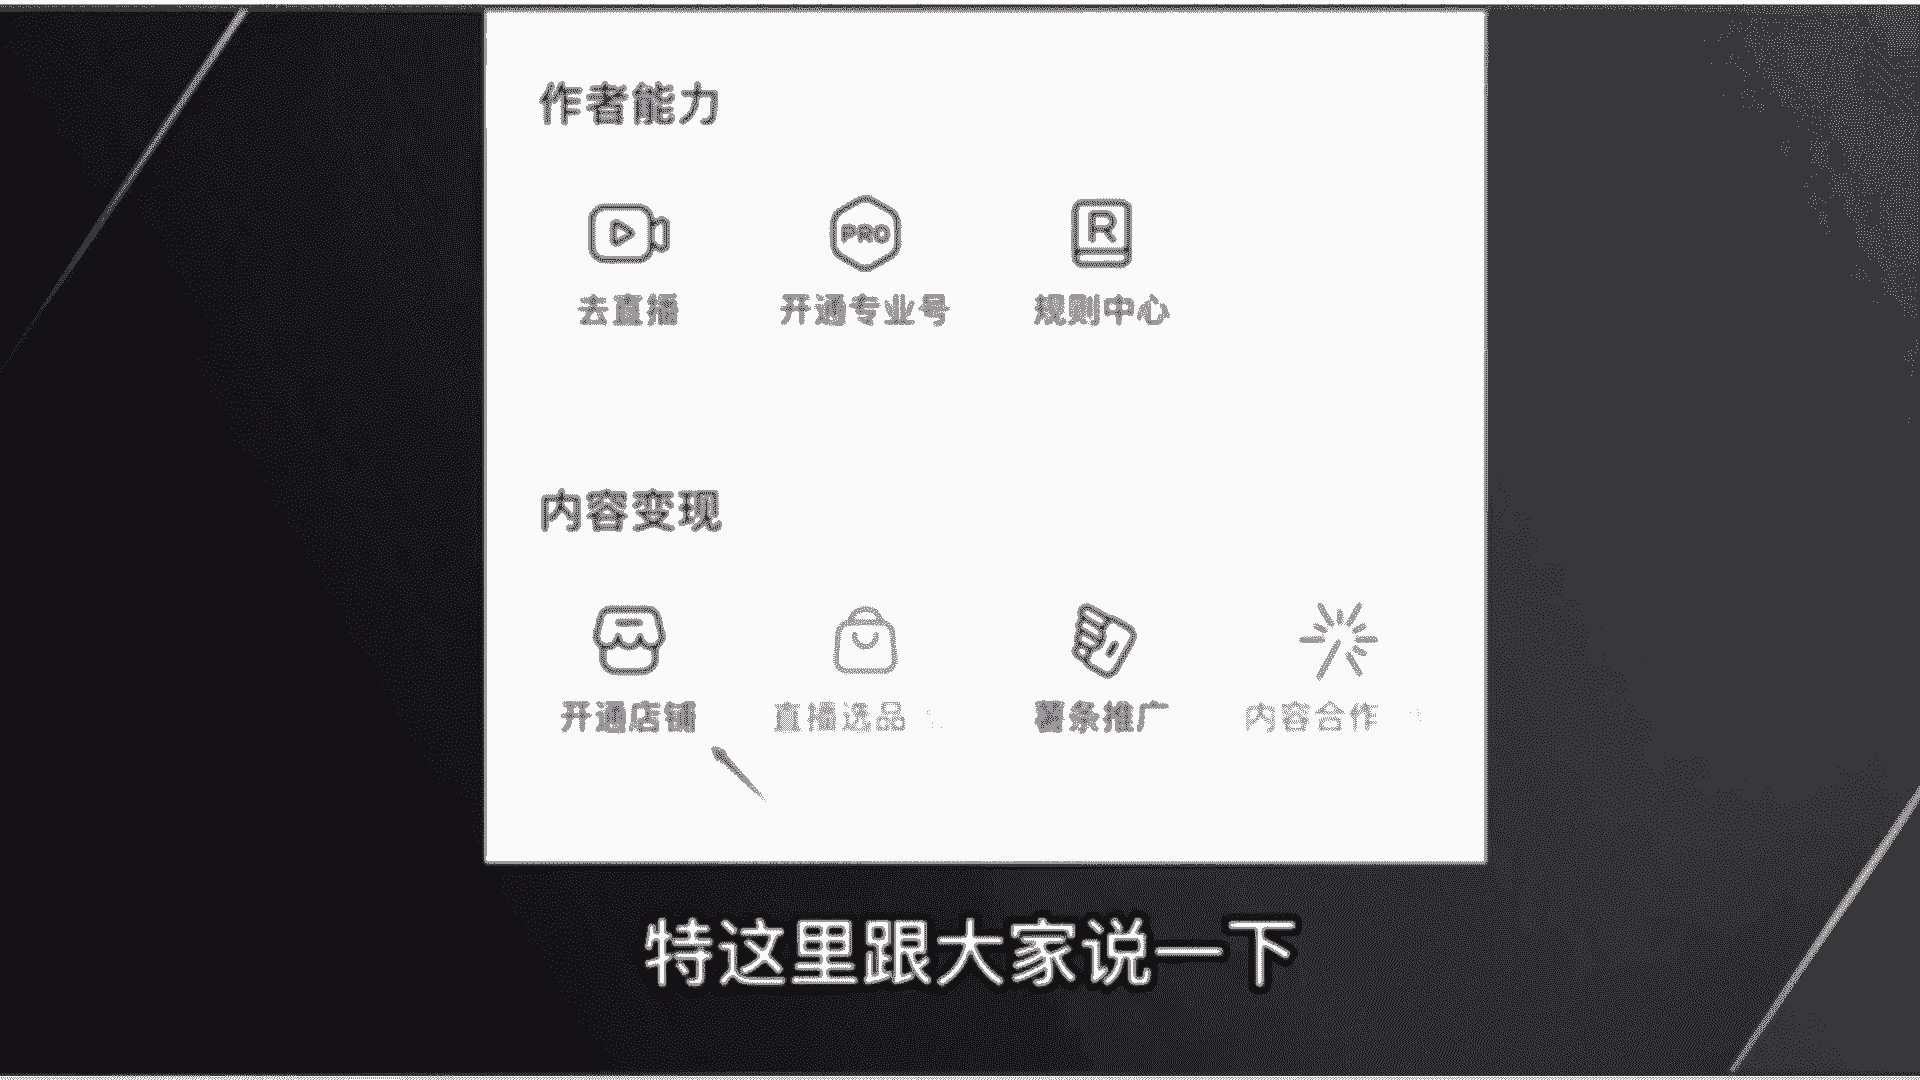 作者能力
PRO
R
去直播
开通专业号
规则中心
内容变现
开通店铺
直播选品
薯条推广
内容合作
特这里跟大家说一下